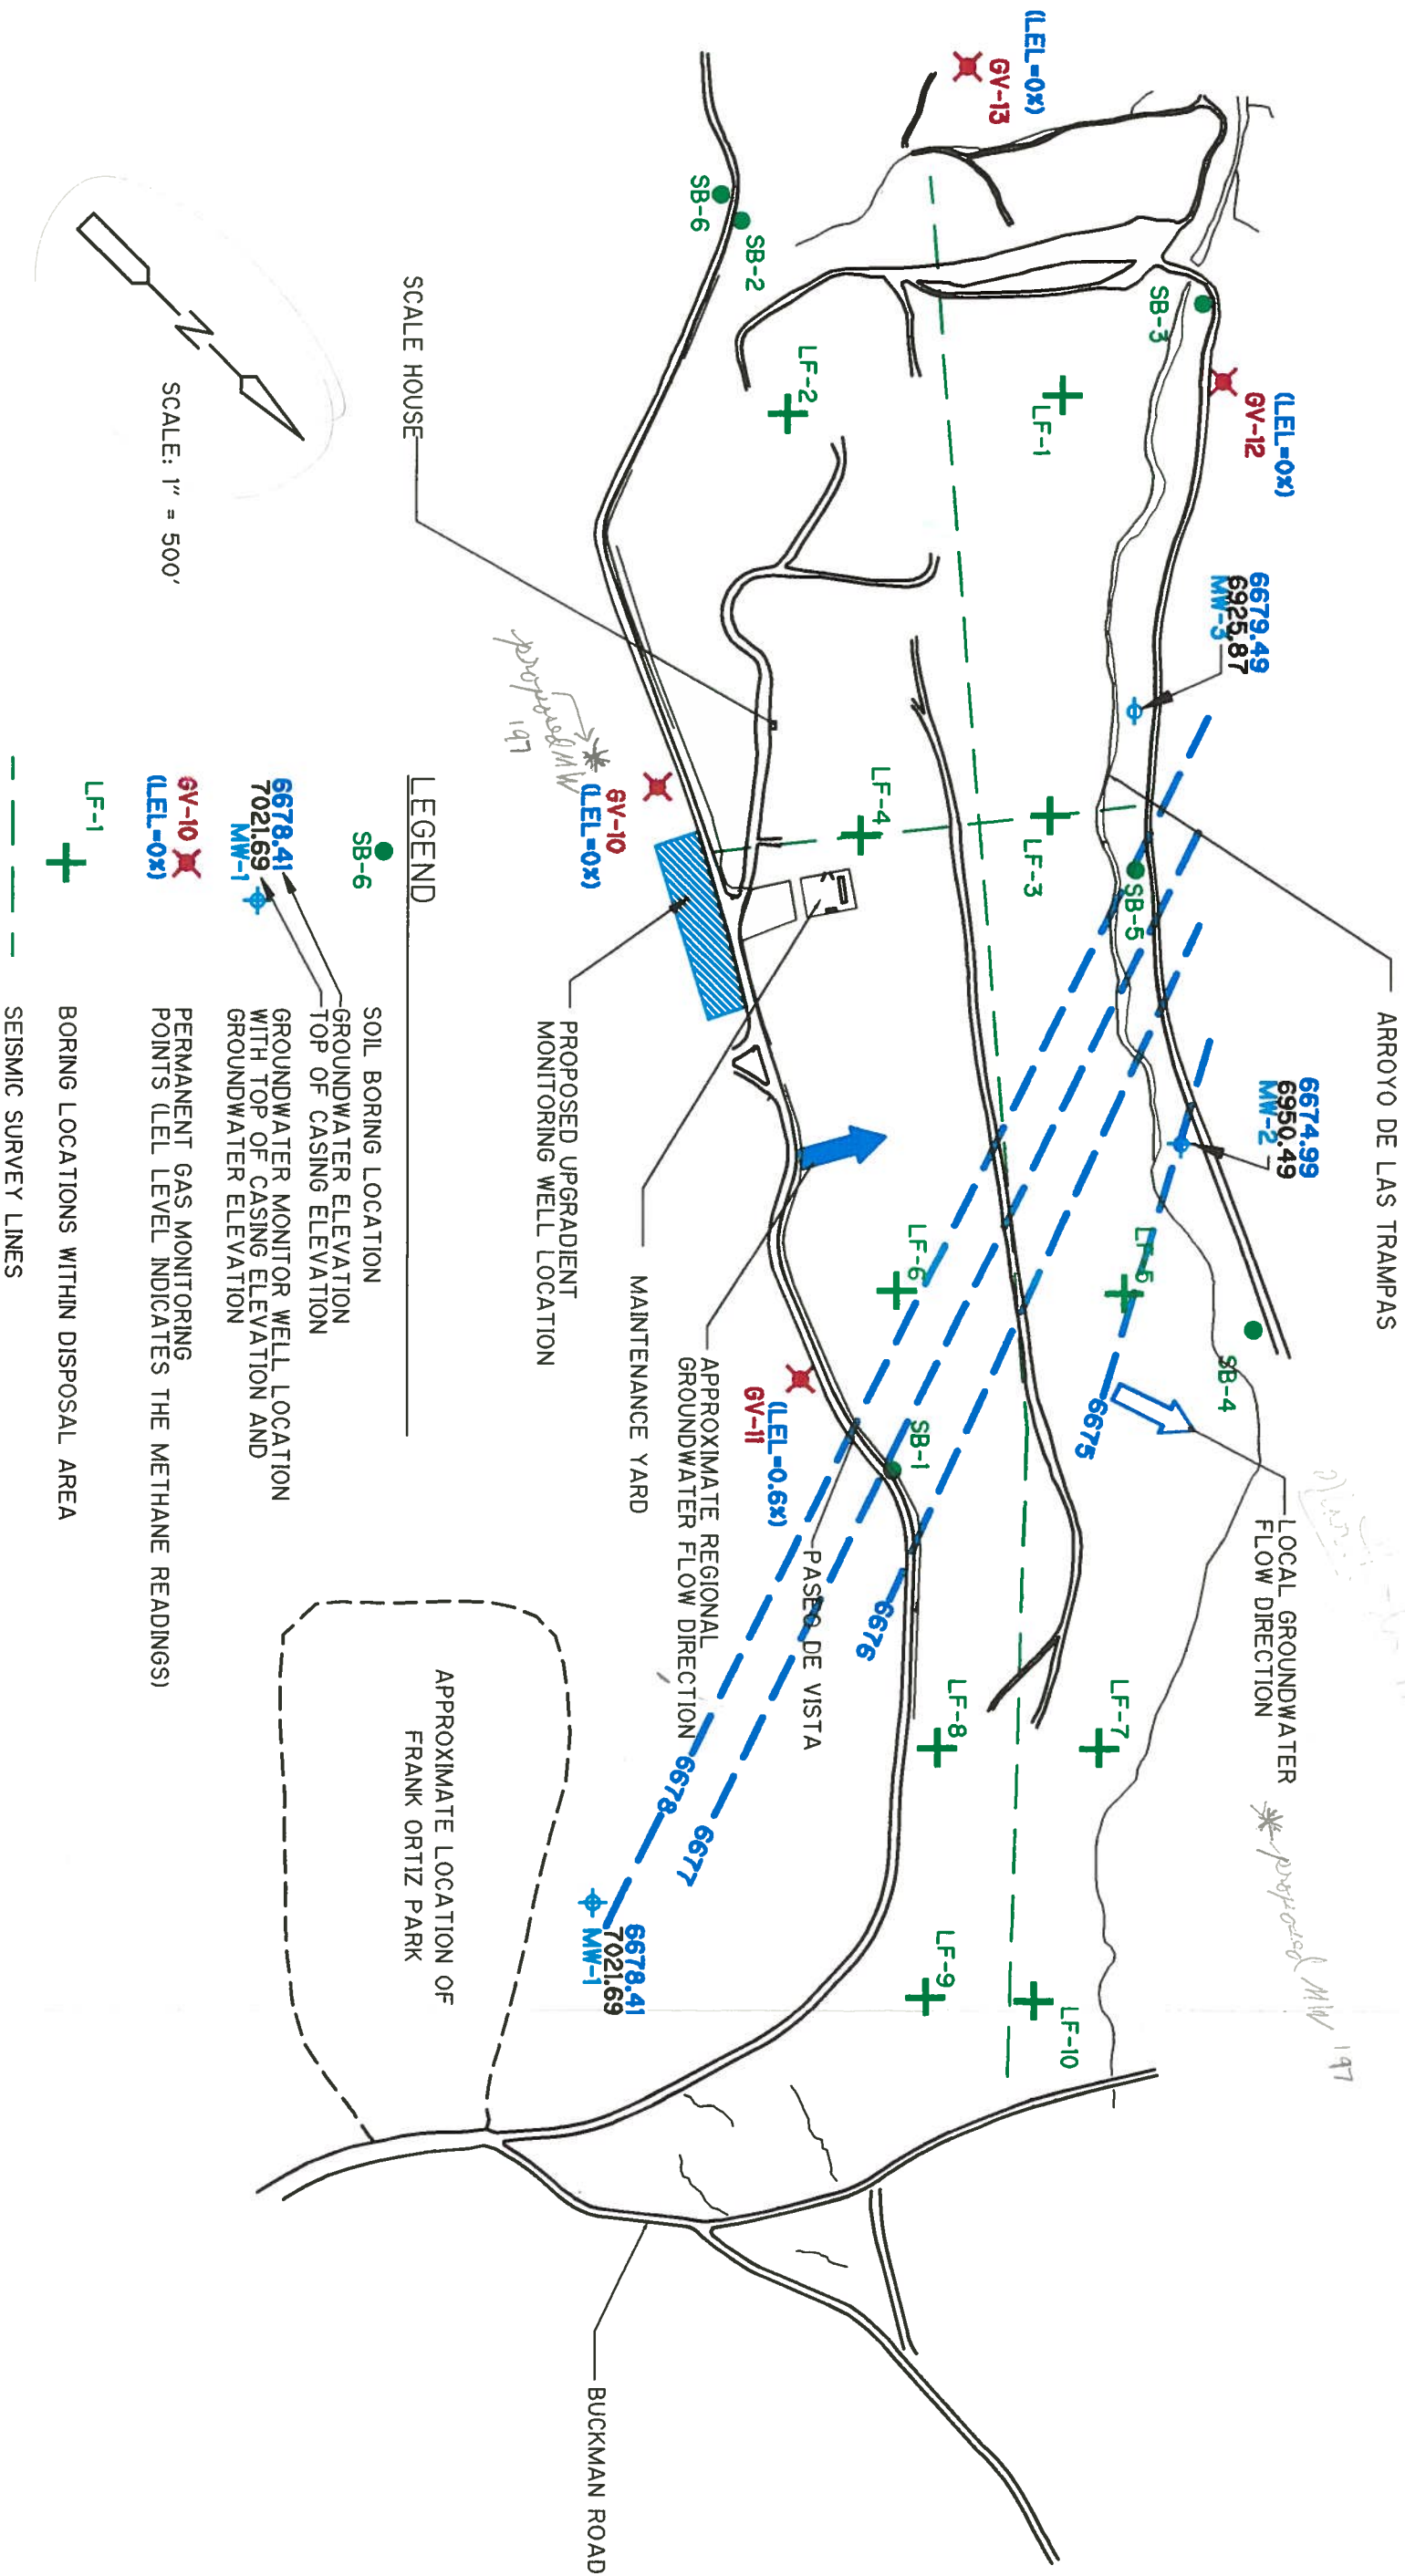 ARROYO DE LAS TRAMPAS
(LEL=0%)
GV-13
SB-3
(LEL=0%)
GV-12
6679.49
6925.87
MW-3
6674.99
6950.49
MW-2
SB-5
LF-5
SB-4
6675
LOCAL GROUNDWATER
FLOW DIRECTION
* proposed MW '97
SB-6
SB-2
LF-2
LF-1
LF-4
LF-3
LF-6
SB-1
6676
LF-8
LF-7
LF-9
LF-10
SCALE HOUSE
proposed MW
'97
*
GV-10
(LEL=0%)
PROPOSED UPGRADIENT
MONITORING WELL LOCATION
MAINTENANCE YARD
APPROXIMATE REGIONAL
GROUNDWATER FLOW DIRECTION
(LEL=0.6%)
GV-11
PASEO DE VISTA
6678
6677
6678.41
7021.69
MW-1
APPROXIMATE LOCATION OF
FRANK ORTIZ PARK
BUCKMAN ROAD
N
SCALE: 1" = 500'
LEGEND
SB-6
SOIL BORING LOCATION
6678.41
7021.69
MW-1
GROUNDWATER ELEVATION
TOP OF CASING ELEVATION
GROUNDWATER MONITOR WELL LOCATION
WITH TOP OF CASING ELEVATION AND
GROUNDWATER ELEVATION
GV-10
(LEL=0%)
PERMANENT GAS MONITORING
POINTS (LEL LEVEL INDICATES THE METHANE READINGS)
LF-1
BORING LOCATIONS WITHIN DISPOSAL AREA
SEISMIC SURVEY LINES